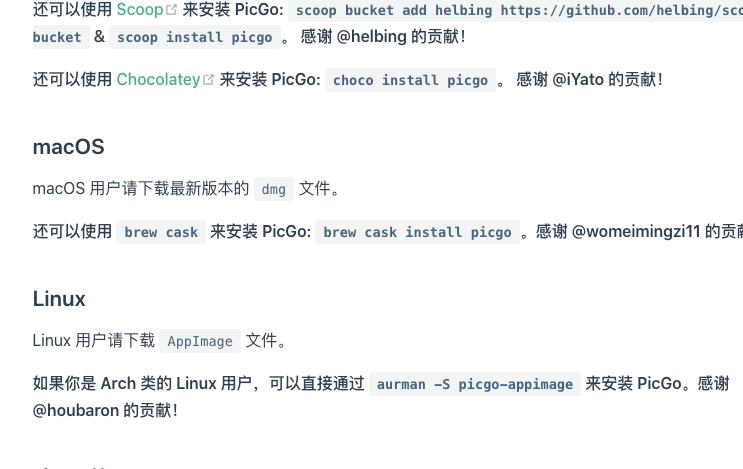 还可以使用 Scoop 来安装 PicGo: scoop bucket add helbing https://github.com/helbing/
bucket & scoop install picgo 。 感谢 @helbing 的贡献！
还可以使用 Chocolatey 来安装 PicGo: choco install picgo 。 感谢 @iYato 的贡献！
macOS
macOS 用户请下载最新版本的 dmg 文件。
还可以使用 brew cask 来安装 PicGo: brew cask install picgo 。感谢 @womeimingzi11 的
Linux
Linux 用户请下载 AppImage 文件。
如果你是 Arch 类的 Linux 用户，可以直接通过 aurman -S picgo-appimage 来安装 PicGo。感谢
@houbaron 的贡献！